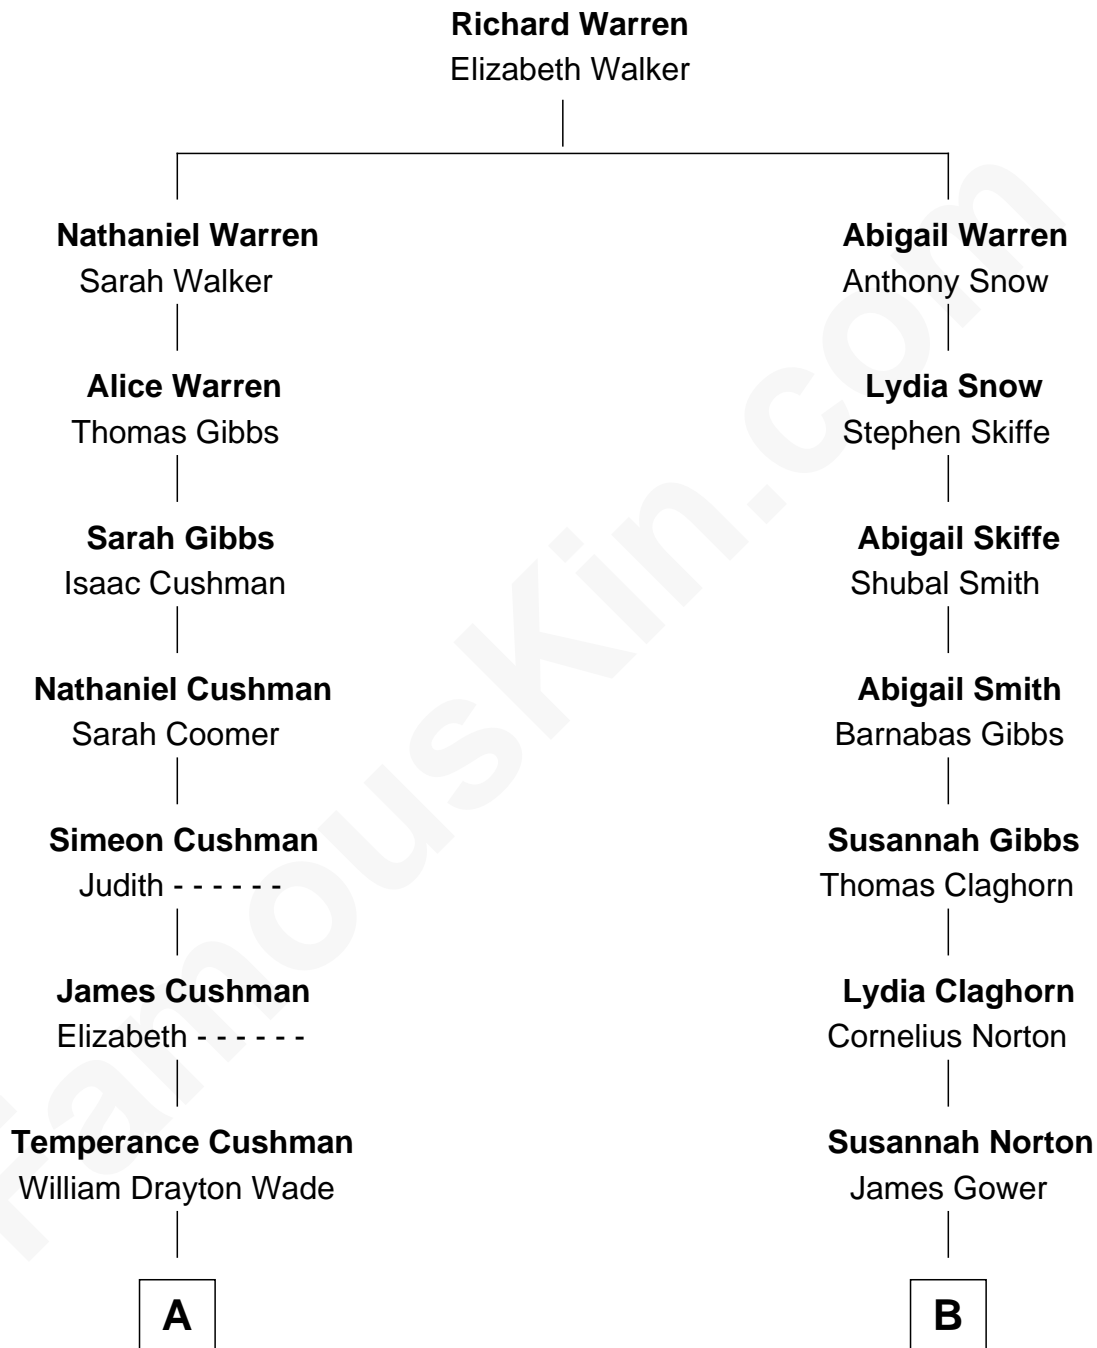 Richard Warren
Elizabeth Walker
Nathaniel Warren
Sarah Walker
Alice Warren
Thomas Gibbs
Sarah Gibbs
Isaac Cushman
Nathaniel Cushman
Sarah Coomer
Simeon Cushman
Judith - - - - - -
James Cushman
Elizabeth - - - - - -
Temperance Cushman
William Drayton Wade
A
Abigail Warren
Anthony Snow
Lydia Snow
Stephen Skiffe
Abigail Skiffe
Shubal Smith
Abigail Smith
Barnabas Gibbs
Susannah Gibbs
Thomas Claghorn
Lydia Claghorn
Cornelius Norton
Susannah Norton
James Gower
B
FamousKin.com